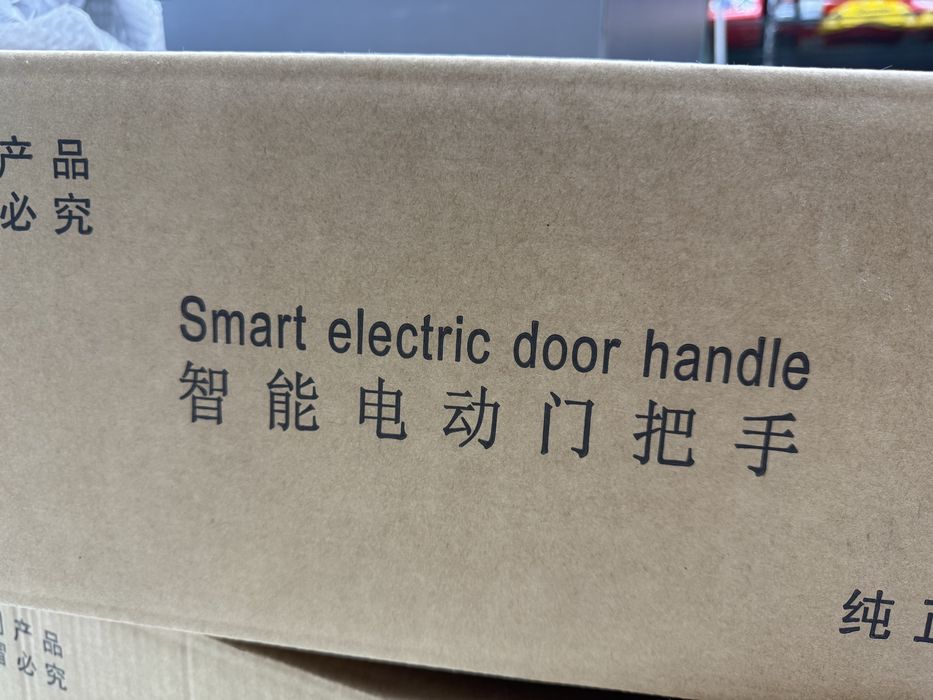 产品
必究
Smart electric door handle
智能电动门把手
纯正
产品
必究